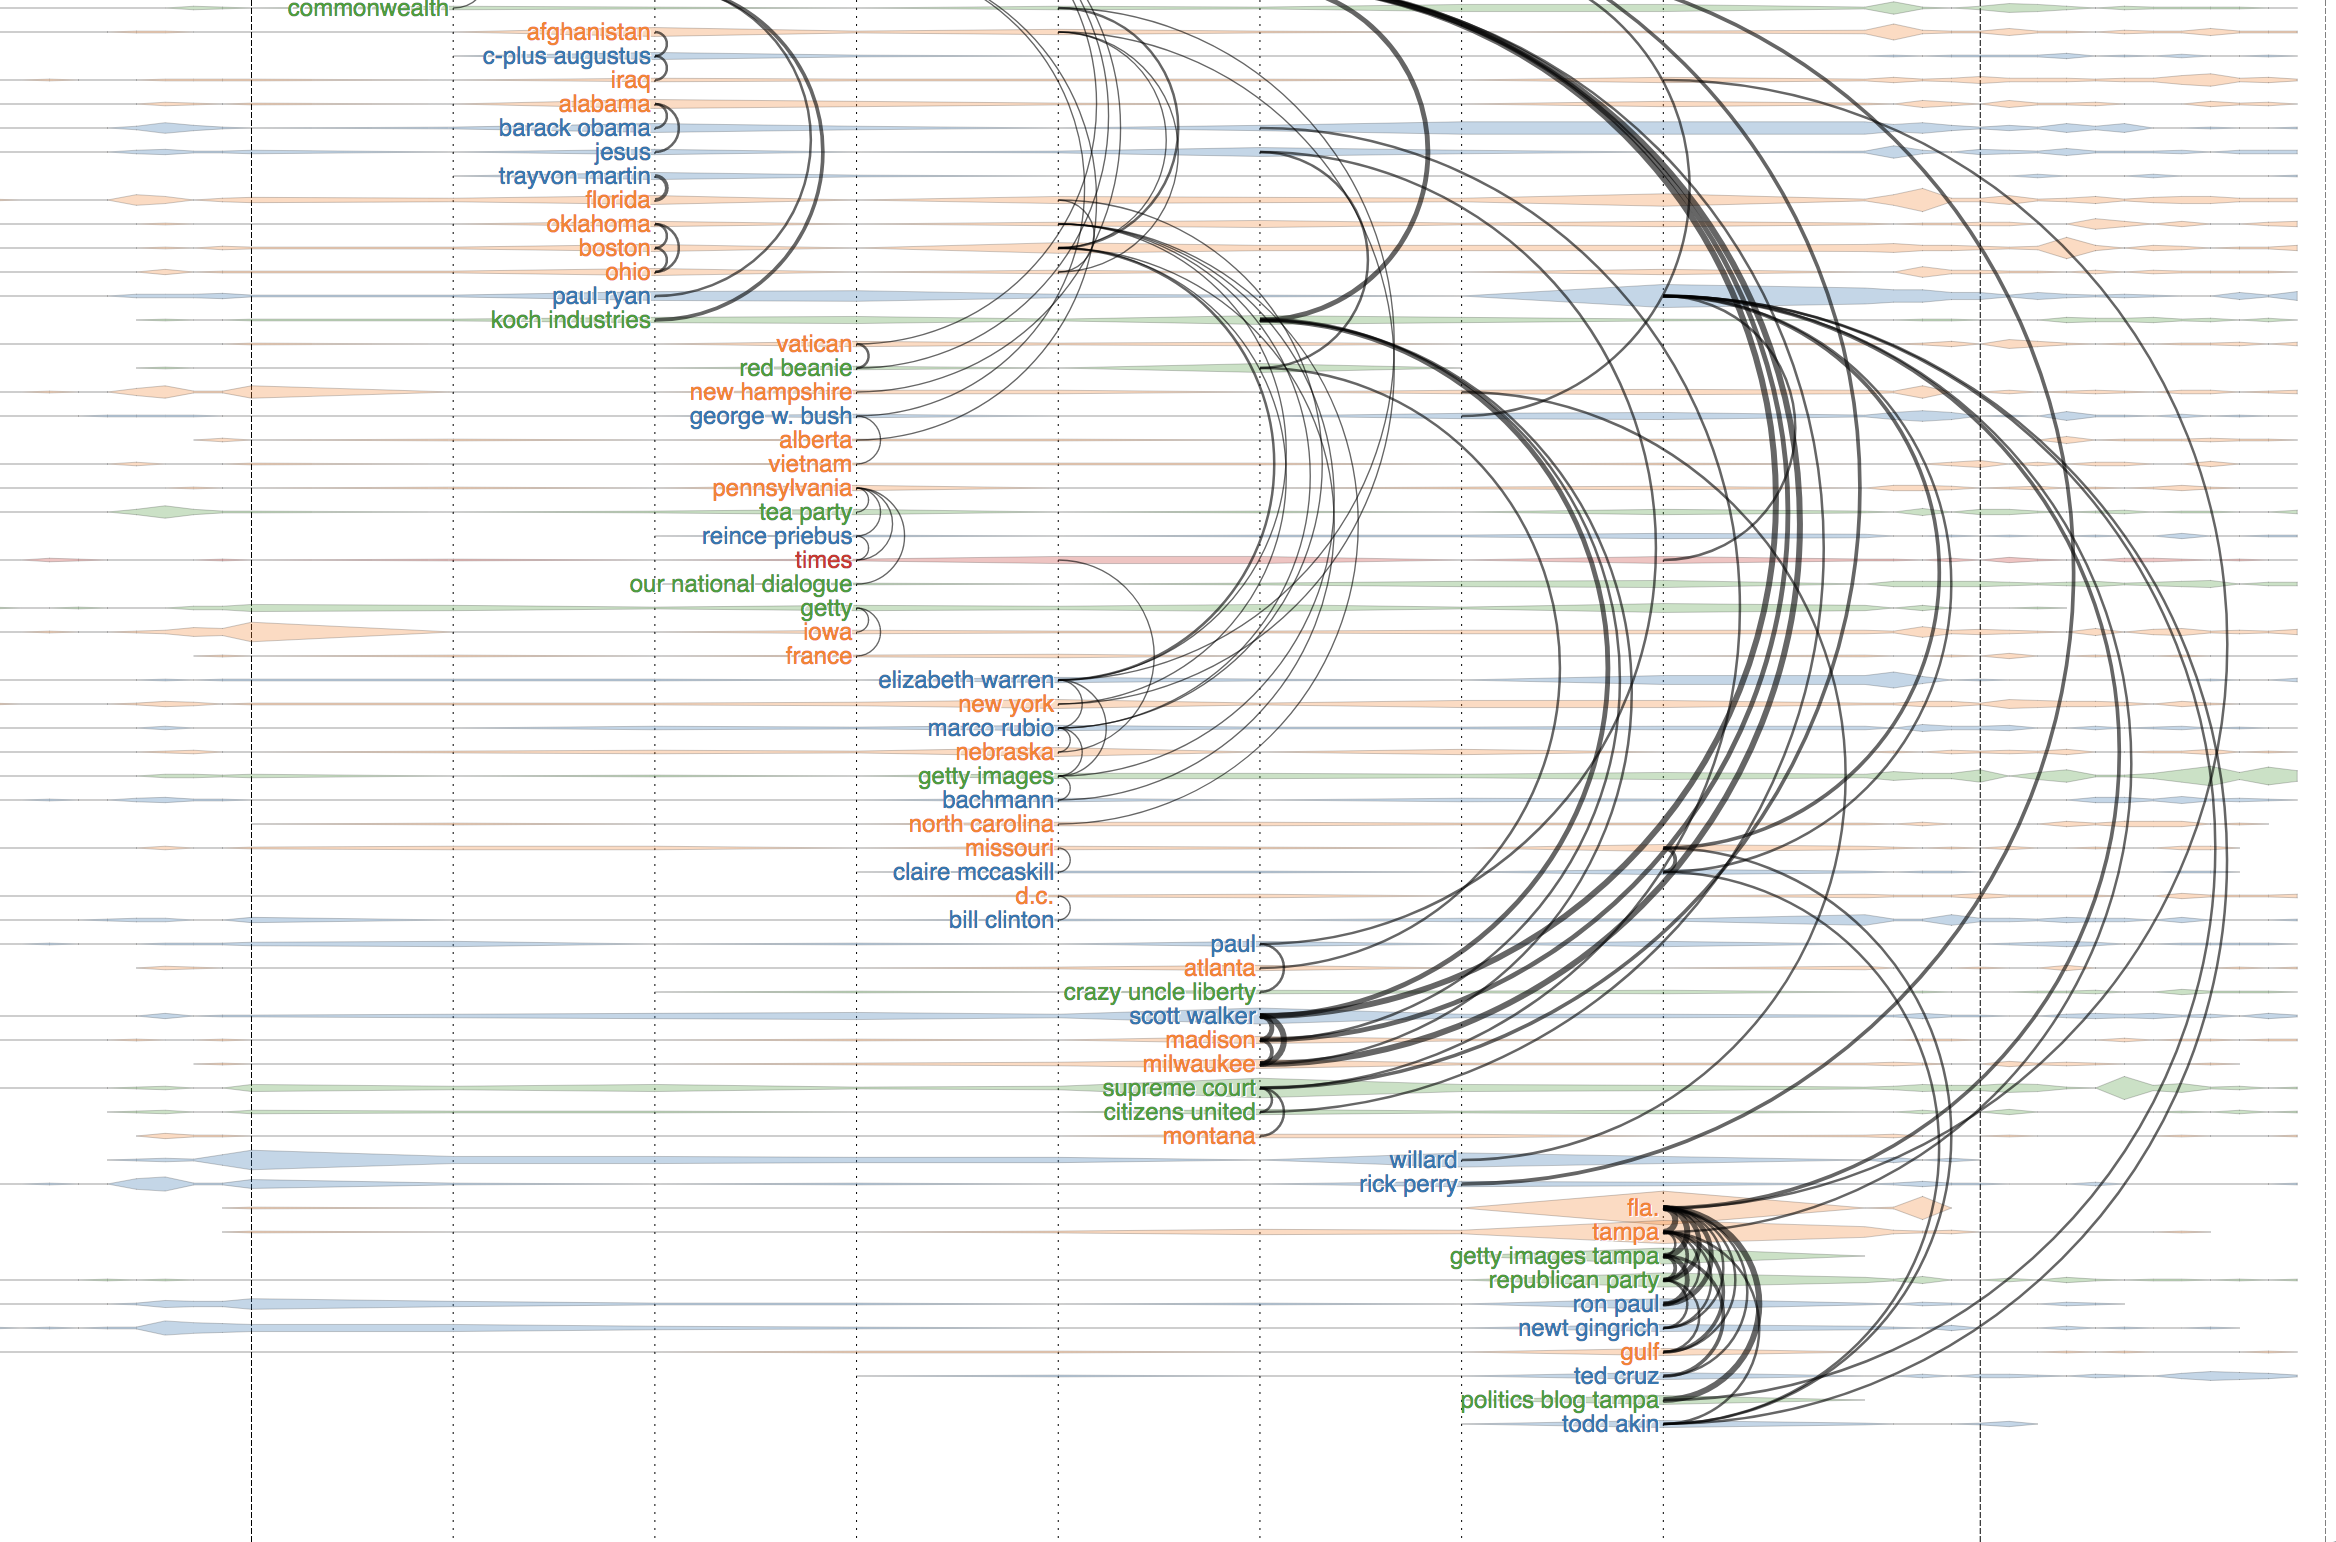 commonwealth
afghanistan
c-plus augustus
iraq
alabama
barack obama
jesus
trayvon martin
florida
oklahoma
boston
ohio
paul ryan
koch industries
vatican
red beanie
new hampshire
george w. bush
alberta
vietnam
pennsylvania
tea party
reince priebus
times
our national dialogue
getty
iowa
france
elizabeth warren
new york
marco rubio
nebraska
getty images
bachmann
north carolina
missouri
claire mccaskill
d.c.
bill clinton
paul
atlanta
crazy uncle liberty
scott walker
madison
milwaukee
supreme court
citizens united
montana
willard
rick perry
fla.
tampa
getty images tampa
republican party
ron paul
newt gingrich
gulf
ted cruz
politics blog tampa
todd akin